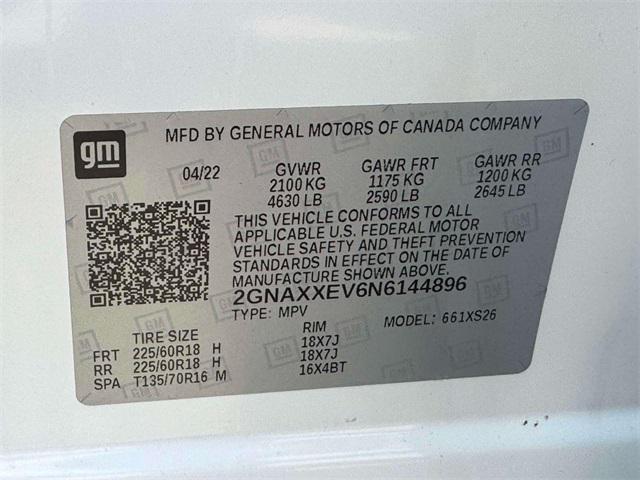 gm
MFD BY GENERAL MOTORS OF CANADA COMPANY
04/22 GVWR GAWR FRT GAWR RR
2100 KG 1175 KG 1200 KG
4630 LB 2590 LB 2645 LB
THIS VEHICLE CONFORMS TO ALL
APPLICABLE U.S. FEDERAL MOTOR
VEHICLE SAFETY AND THEFT PREVENTION
STANDARDS IN EFFECT ON THE DATE OF
MANUFACTURE SHOWN ABOVE.
2GNAXXEV6N6144896
TYPE: MPV MODEL: 661XS26
TIRE SIZE RIM
FRT 225/60R18 H 18X7J
RR 225/60R18 H 18X7J
SPA T135/70R16 M 16X4BT